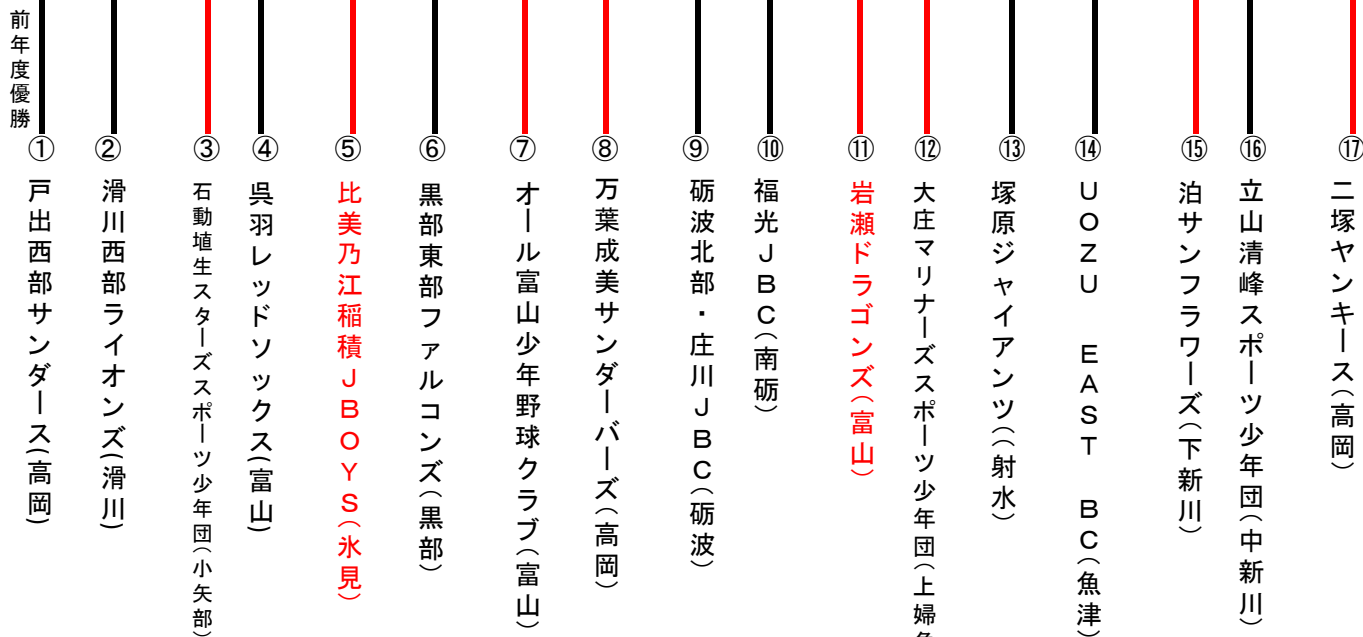 前年度優勝
① 戸出西部サンダース(高岡)
② 滑川西部ライオンズ(滑川)
③ 石動埴生スターズスポーツ少年団(小矢部)
④ 呉羽レッドソックス(富山)
⑤ 比美乃江稲積JBOYS(氷見)
⑥ 黒部東部ファルコンズ(黒部)
⑦ オール富山少年野球クラブ(富山)
⑧ 万葉成美サンダーバーズ(高岡)
⑨ 砺波北部・庄川JBC(砺波)
⑩ 福光JBC(南砺)
⑪ 岩瀬ドラゴンズ(富山)
⑫ 大庄マリナーズスポーツ少年団(上婦負
⑬ 塚原ジャイアンツ((射水)
⑭ UOZU EAST BC(魚津)
⑮ 泊サンフラワーズ(下新川)
⑯ 立山清峰スポーツ少年団(中新川)
⑰ 二塚ヤンキース(高岡)